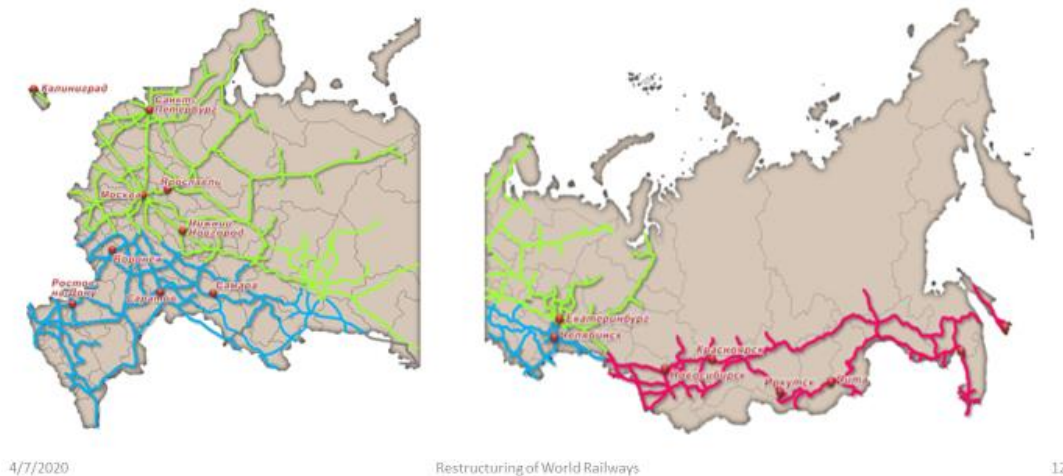 Калининград
Санкт-
Петербург
Москва
Ярославль
Нижний
Новгород
Воронеж
Ростов
на-Дону
Саратов
Самара
Екатеринбург
Челябинск
Красноярск
Новосибирск
Иркутск
Чита
4/7/2020
Restructuring of World Railways
12